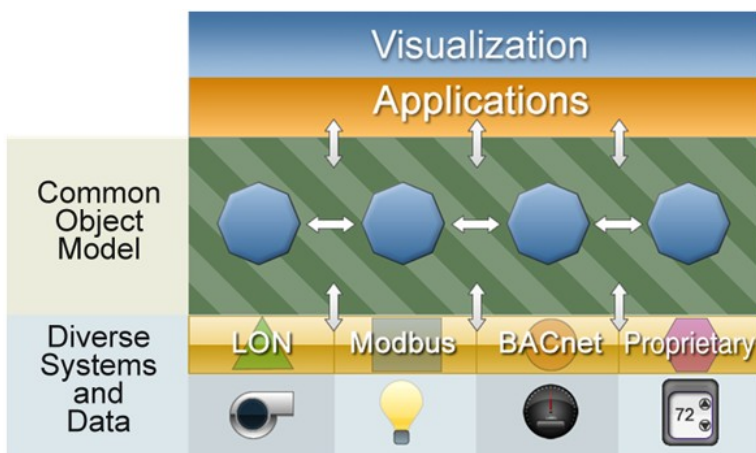 Visualization
Applications
Common
Object
Model
Diverse
Systems
and
Data
LON Modbus BACnet Proprietary
72